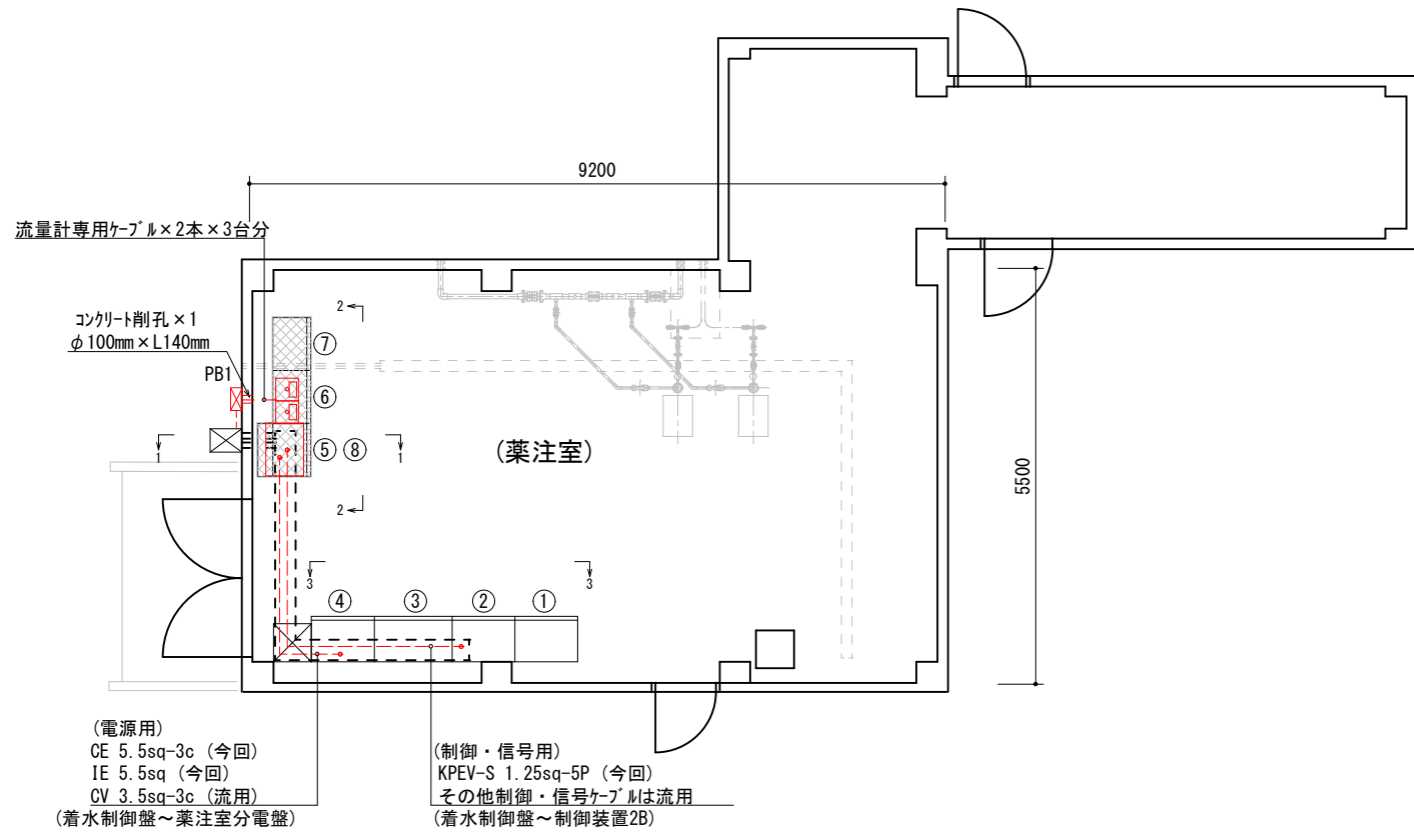 9200
流量計専用ケーブル×2本×3台分
コンクリート削孔×1
φ100mm×L140mm
PB1
2
⑦
⑥
⑤ ⑧
1
1
(薬注室)
5500
2
3
3
④
③
②
①
(電源用)
CE 5.5sq-3c (今回)
IE 5.5sq (今回)
CV 3.5sq-3c (流用)
(着水制御盤～薬注室分電盤)
(制御・信号用)
KPEV-S 1.25sq-5P (今回)
その他制御・信号ケーブルは流用
(着水制御盤～制御装置2B)